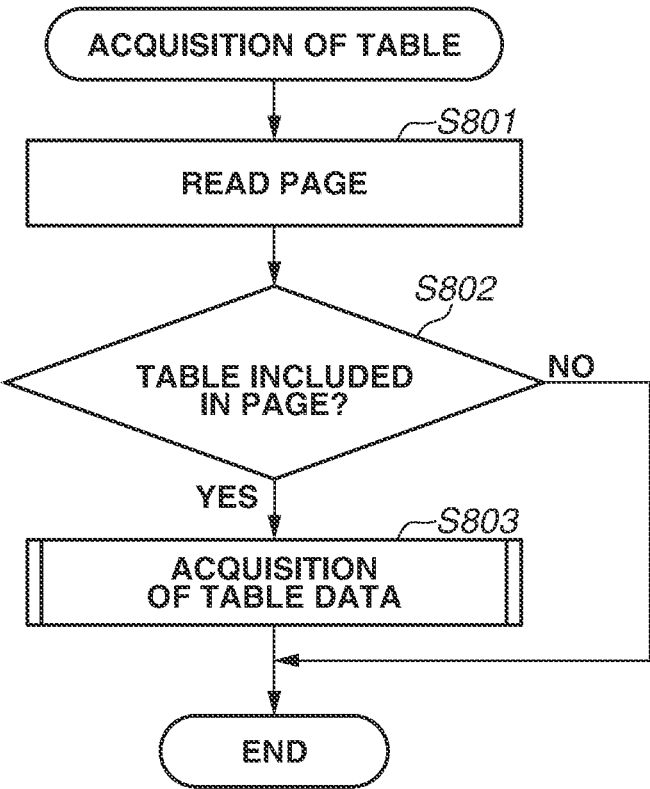 ACQUISITION OF TABLE
S801
READ PAGE
S802
TABLE INCLUDED
IN PAGE?
NO
YES
S803
ACQUISITION
OF TABLE DATA
END